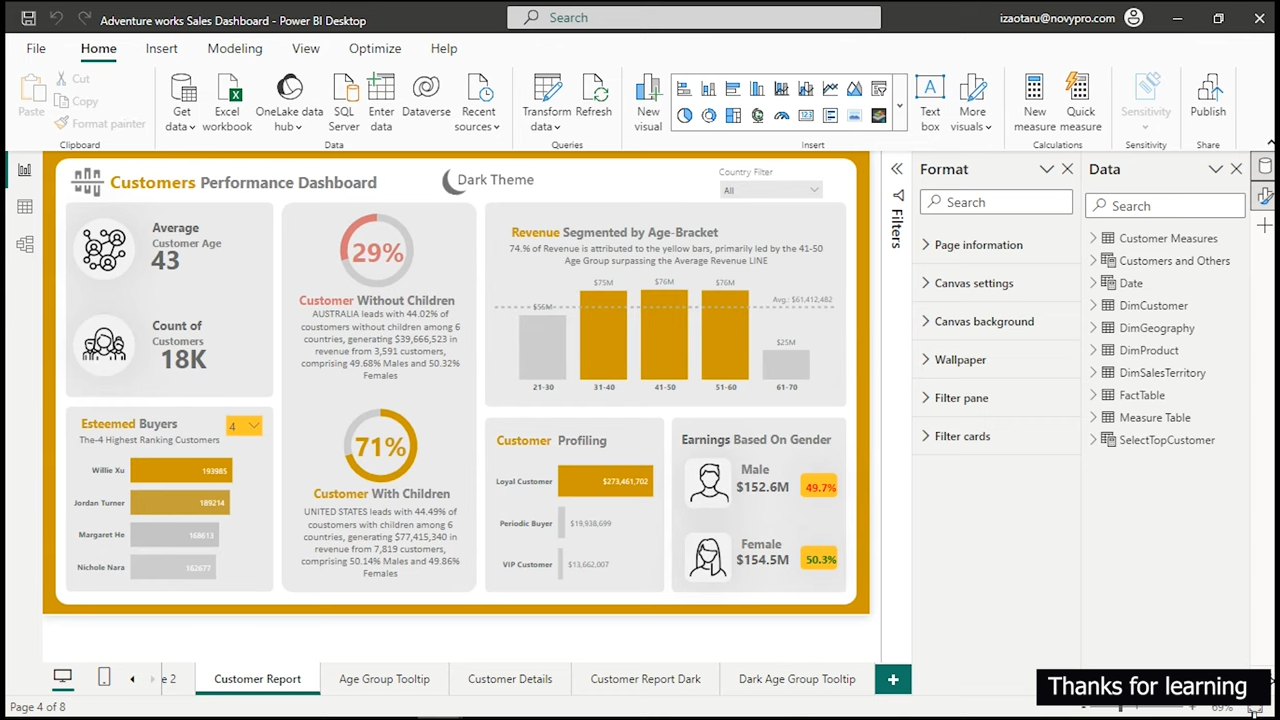 Adventure works Sales Dashboard - Power BI Desktop
Search
izaotaru@novypro.com
File
Home
Insert
Modeling
View
Optimize
Help
Paste
Cut
Copy
Format painter
Clipboard
Get data
Excel workbook
OneLake data hub
SQL Server
Enter data
Dataverse
Recent sources
Data
Transform data
Refresh
Queries
New visual
Text box
More visuals
Insert
New measure
Quick measure
Calculations
Sensitivity
Sensitivity
Publish
Share
Customers Performance Dashboard
Dark Theme
Country Filter
All
Average
Customer Age
43
Count of
Customers
18K
Esteemed Buyers
4
The-4 Highest Ranking Customers
Willie Xu 193985
Jordan Turner 189214
Margaret He 168613
Nichole Nara 162677
29%
Customer Without Children
AUSTRALIA leads with 44.02% of
coustomers without children among 6
countries, generating $39,666,523 in
revenue from 3,591 customers,
comprising 49.68% Males and 50.32%
Females
71%
Customer With Children
UNITED STATES leads with 44.49% of
coustomers with children among 6
countries, generating $77,415,340 in
revenue from 7,819 customers,
comprising 50.14% Males and 49.86%
Females
Revenue Segmented by Age-Bracket
74.% of Revenue is attributed to the yellow bars, primarily led by the 41-50
Age Group surpassing the Average Revenue LINE
$56M
$75M
$76M
$76M
$25M
Avg.: $61,412,482
21-30
31-40
41-50
51-60
61-70
Customer Profiling
Loyal Customer $273,461,702
Periodic Buyer $19,938,699
VIP Customer $13,662,007
Earnings Based On Gender
Male
$152.6M 49.7%
Female
$154.5M 50.3%
Filters
Format
Search
Page information
Canvas settings
Canvas background
Wallpaper
Filter pane
Filter cards
Data
Search
Customer Measures
Customers and Others
Date
DimCustomer
DimGeography
DimProduct
DimSalesTerritory
FactTable
Measure Table
SelectTopCustomer
e 2
Customer Report
Age Group Tooltip
Customer Details
Customer Report Dark
Dark Age Group Tooltip
Thanks for learning
Page 4 of 8
69%